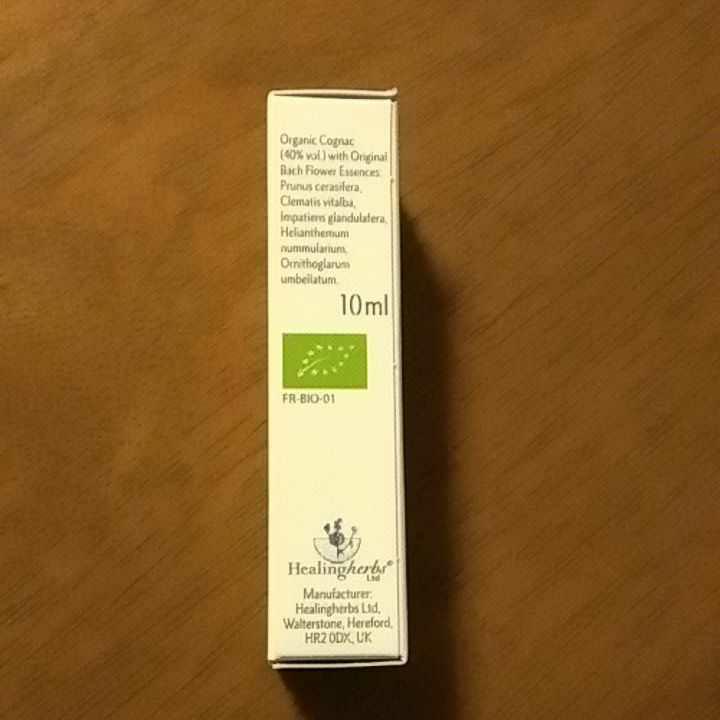 Organic Cognac
(40% vol.) with Original
Bach Flower Essences:
Prunus cerasifera,
Clematis vitalba,
Impatiens glandulafera,
Helianthemum
nummularium,
Ornithoglarum
umbellatum.
10ml
FR-BIO-01
Healingherbs®
Ltd
Manufacturer:
Healingherbs Ltd,
Walterstone, Hereford,
HR2 0DX, UK